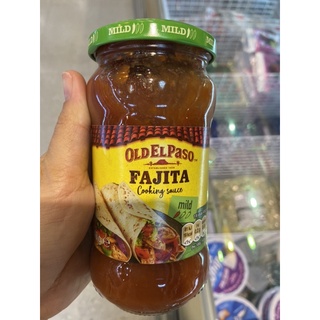 MILD MILD
OLD EL PASO
FAJITA
Cooking sauce
mild